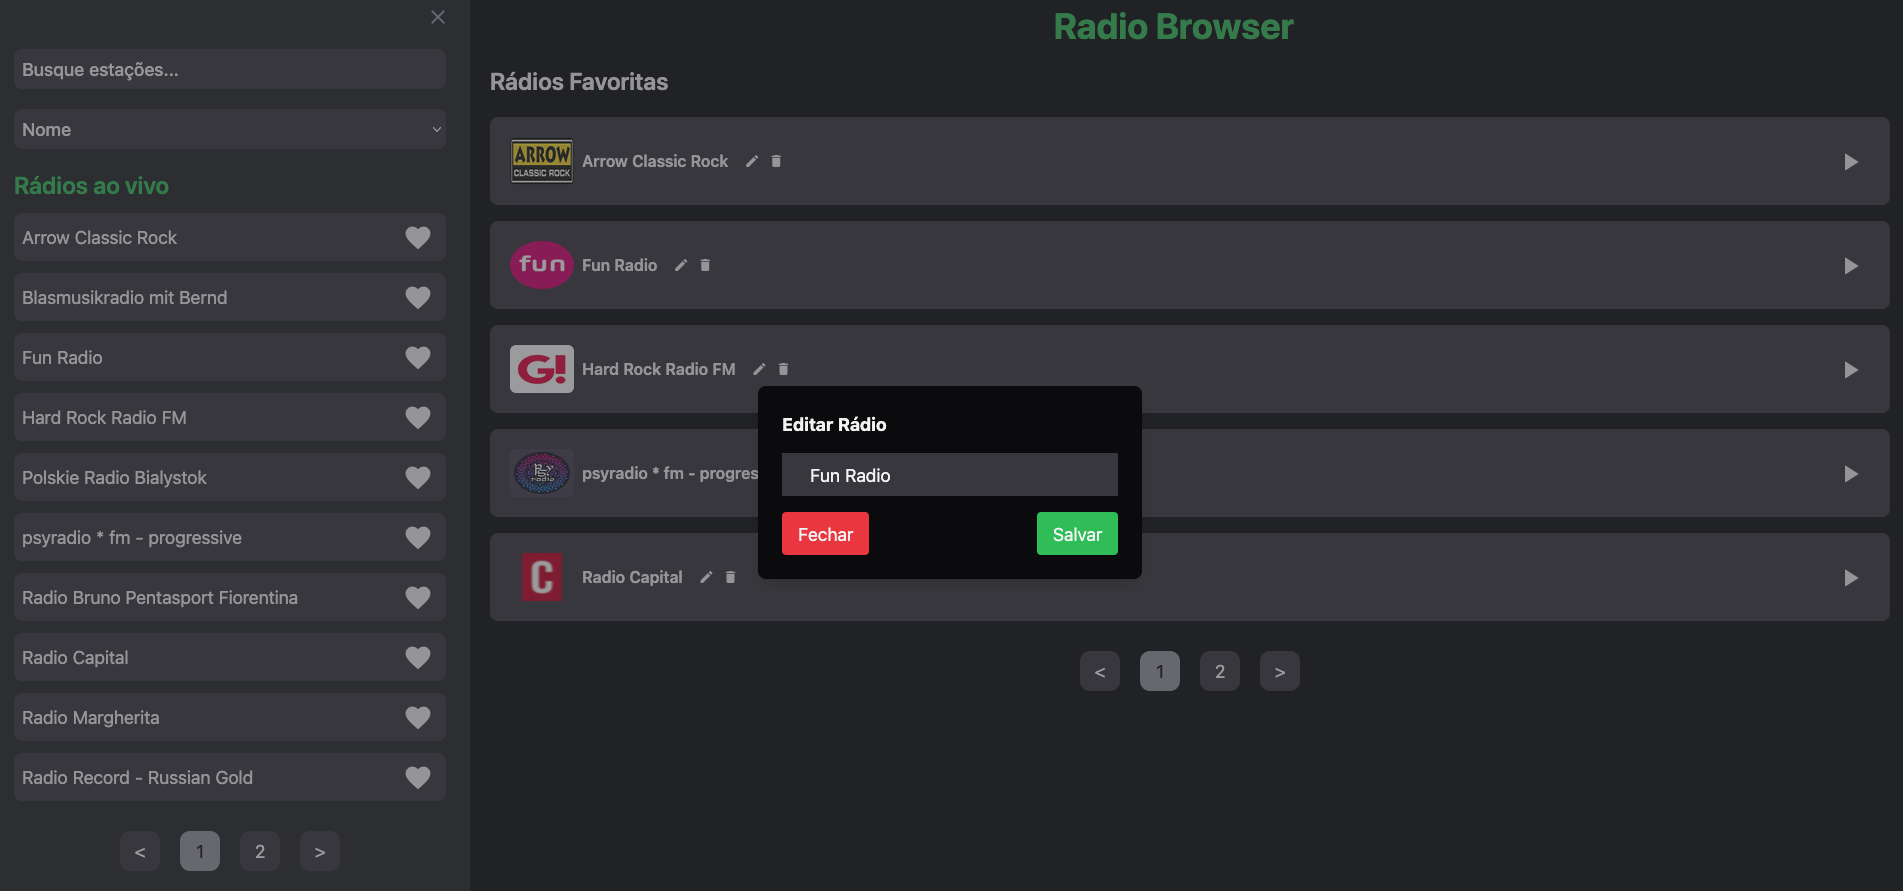 Busque estações...
Nome
Rádios ao vivo
Arrow Classic Rock
Blasmusikradio mit Bernd
Fun Radio
Hard Rock Radio FM
Polskie Radio Bialystok
psyradio * fm - progressive
Radio Bruno Pentasport Fiorentina
Radio Capital
Radio Margherita
Radio Record - Russian Gold
< 1 2 >
Radio Browser
Rádios Favoritas
ARROW
CLASSIC ROCK
Arrow Classic Rock
fun
Fun Radio
G!
Hard Rock Radio FM
Psy
radio
psyradio * fm - progres
C
Radio Capital
Editar Rádio
Fun Radio
Fechar
Salvar
< 1 2 >